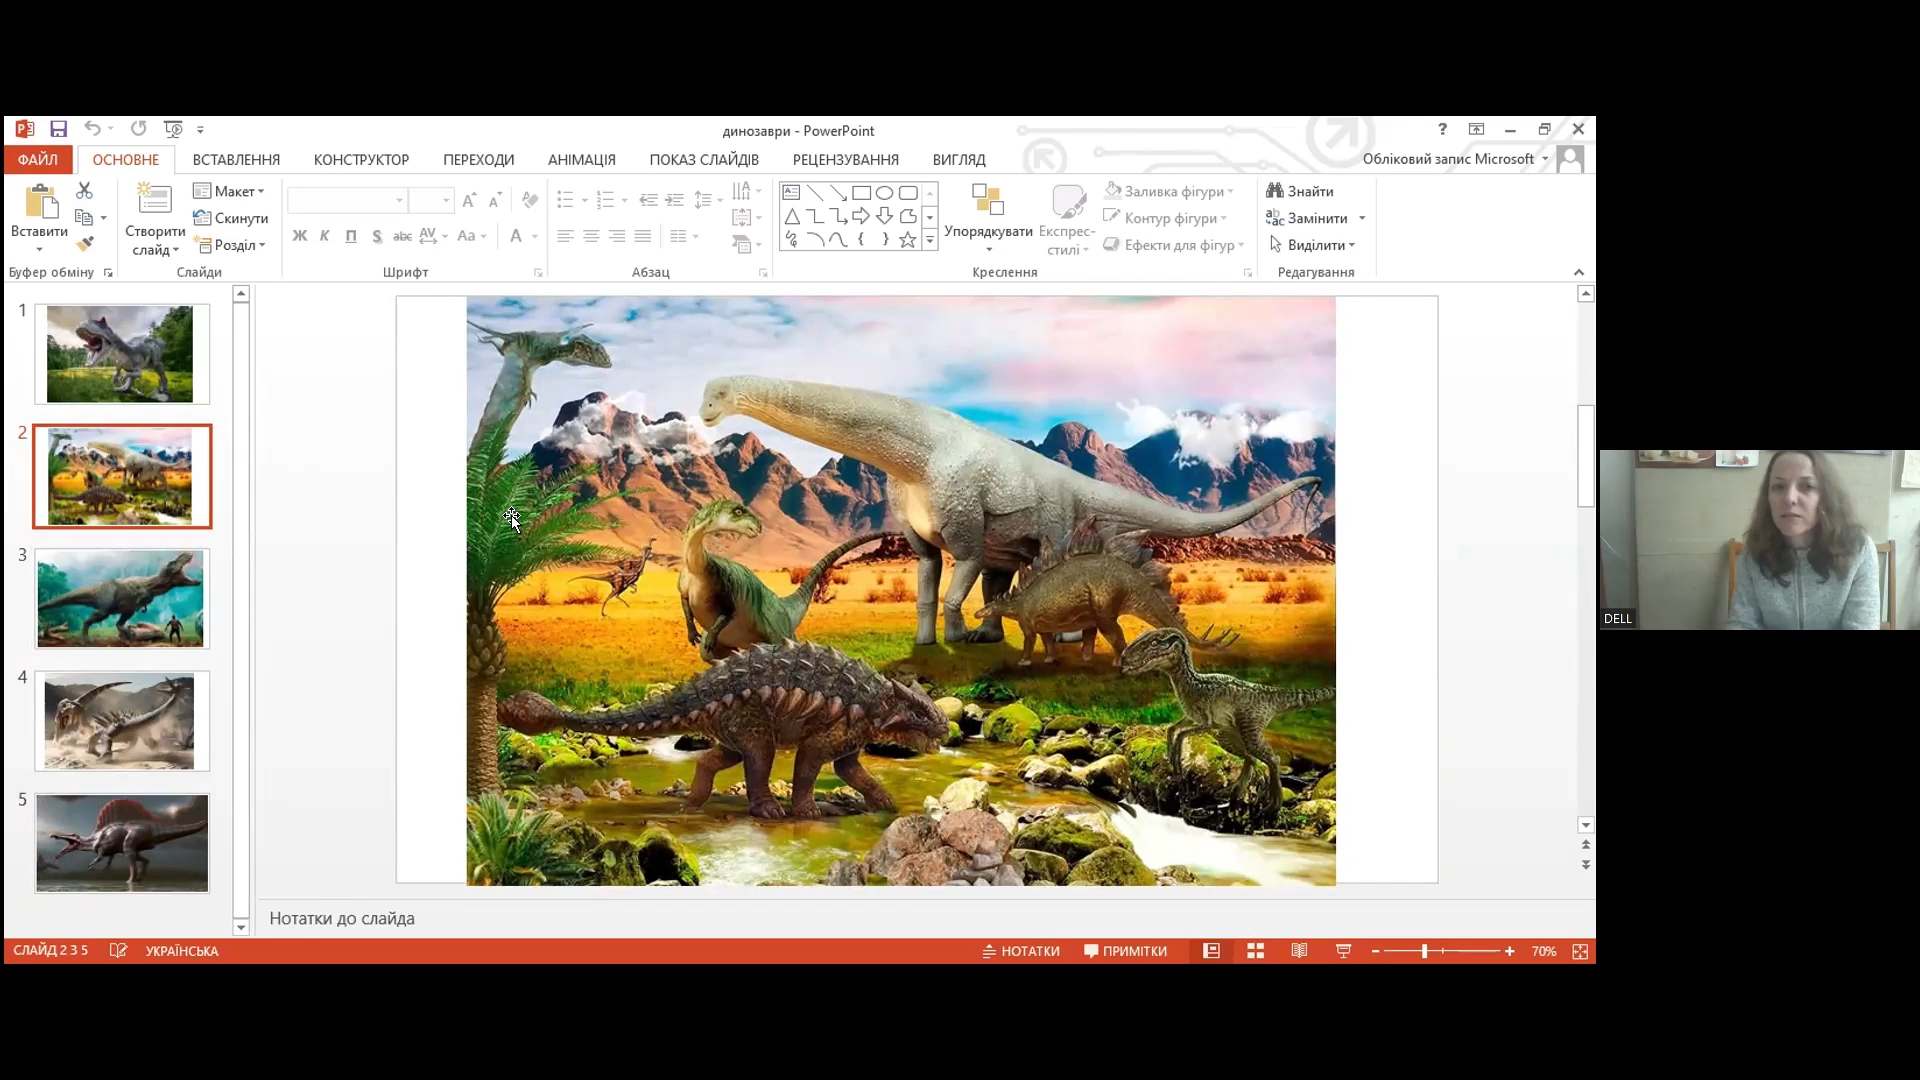 динозаври - PowerPoint
ФАЙЛ ОСНОВНЕ ВСТАВЛЕННЯ КОНСТРУКТОР ПЕРЕХОДИ АНІМАЦІЯ ПОКАЗ СЛАЙДІВ РЕЦЕНЗУВАННЯ ВИГЛЯД Обліковий запис Microsoft
Вставити
Буфер обміну
Створити слайд
Макет
Скинути
Розділ
Слайди
Ж К П S abc AV Aa A
Шрифт
Абзац
Упорядкувати
Експрес-стилі
Заливка фігури
Контур фігури
Ефекти для фігур
Креслення
Знайти
Замінити
Виділити
Редагування
1
2
3
4
5
Нотатки до слайда
СЛАЙД 2 З 5 УКРАЇНСЬКА НОТАТКИ ПРИМІТКИ 70%
DELL